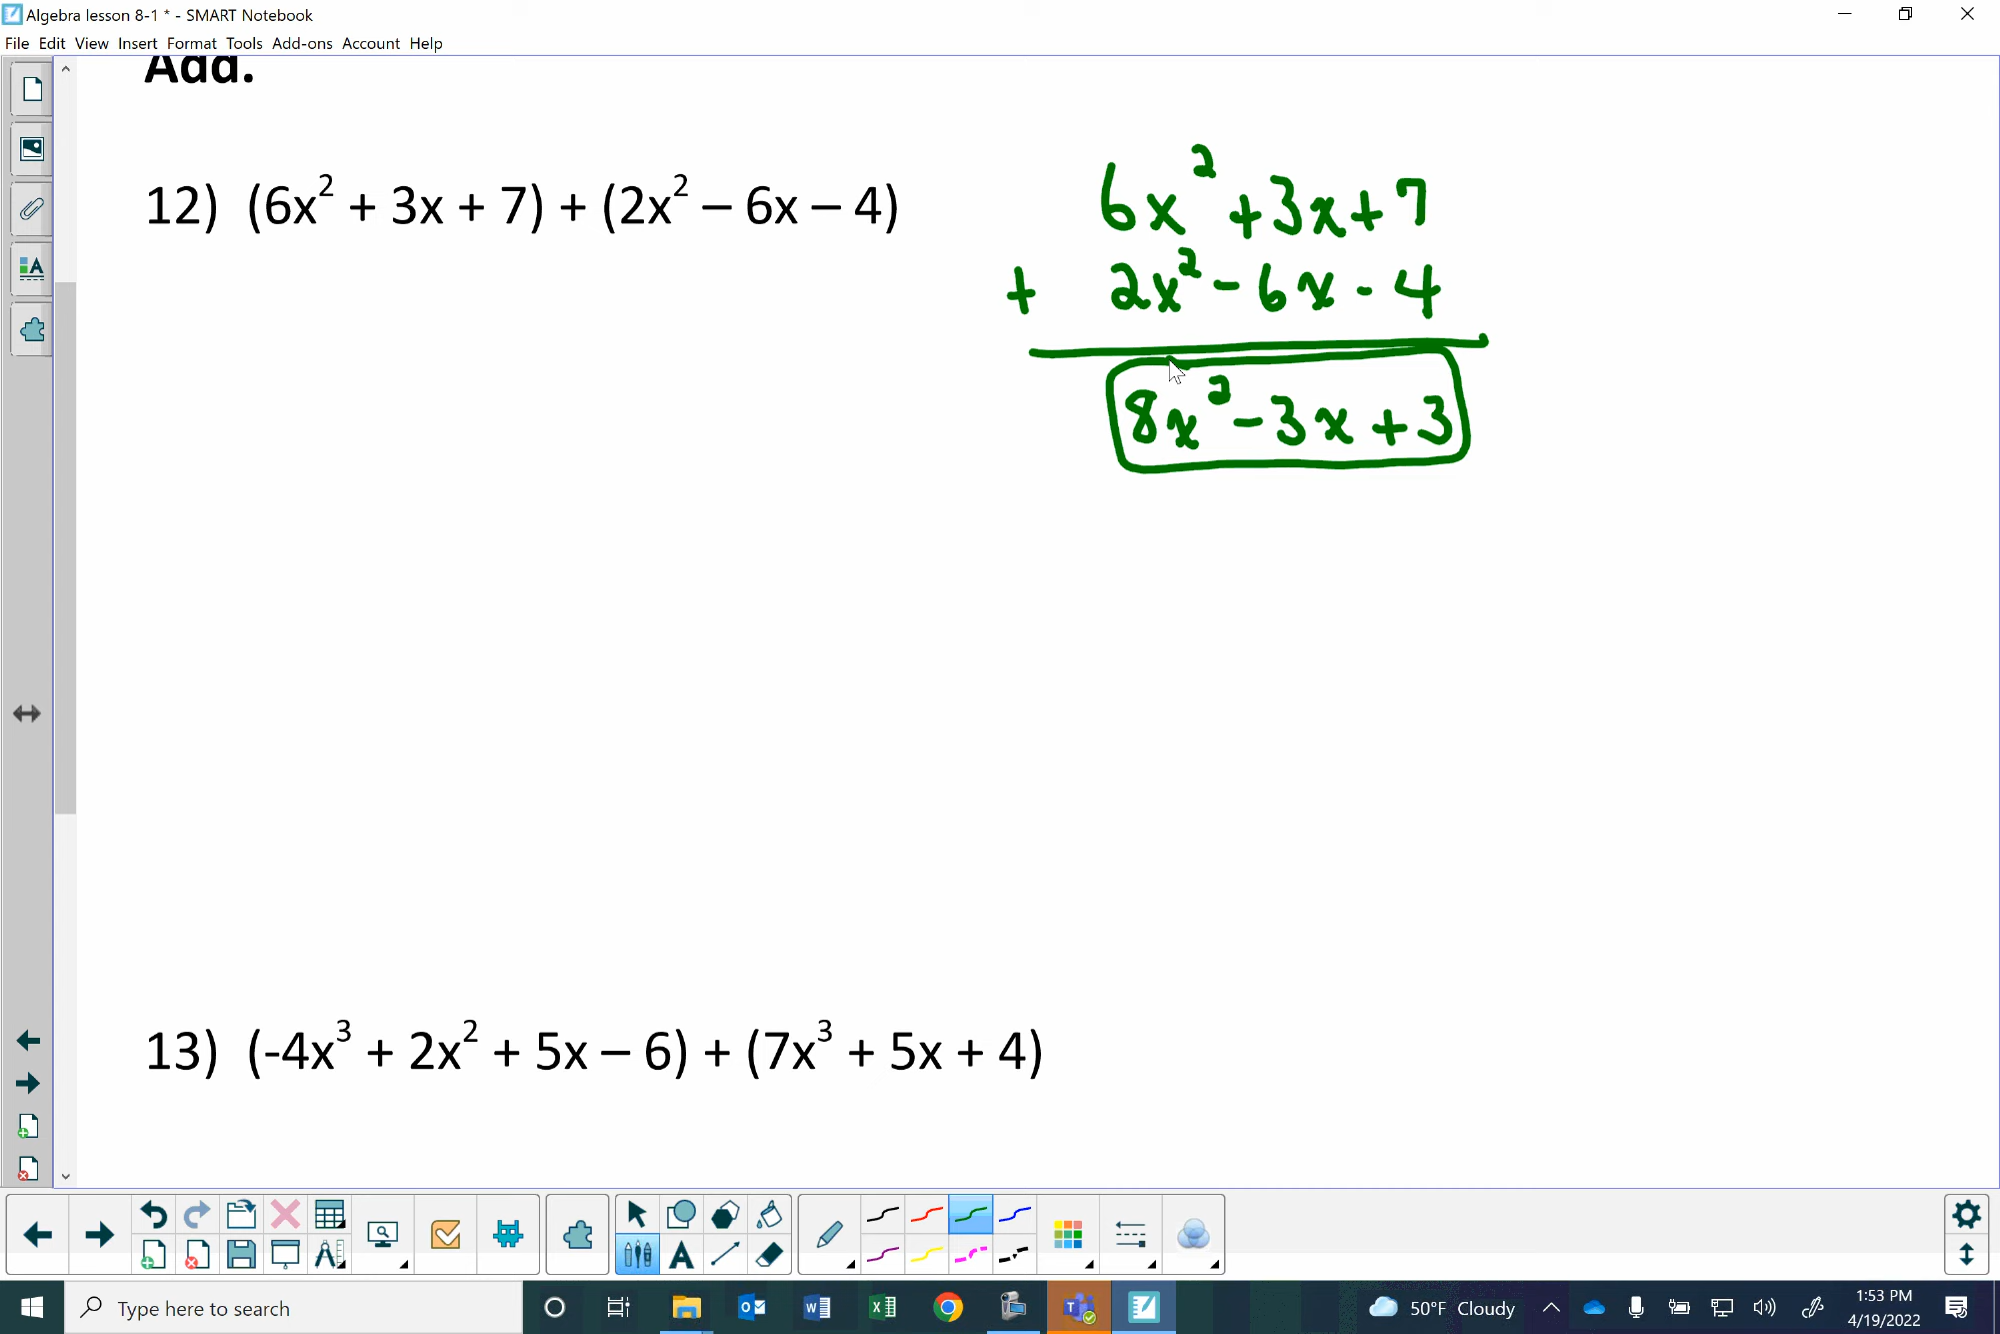 Algebra lesson 8-1 * - SMART Notebook
File Edit View Insert Format Tools Add-ons Account Help
Add.
12) (6x² + 3x + 7) + (2x² – 6x – 4)
6x² + 3x + 7
+ 2x² - 6x - 4
8x² - 3x + 3
13) (-4x³ + 2x² + 5x – 6) + (7x³ + 5x + 4)
Type here to search
50°F Cloudy
1:53 PM
4/19/2022